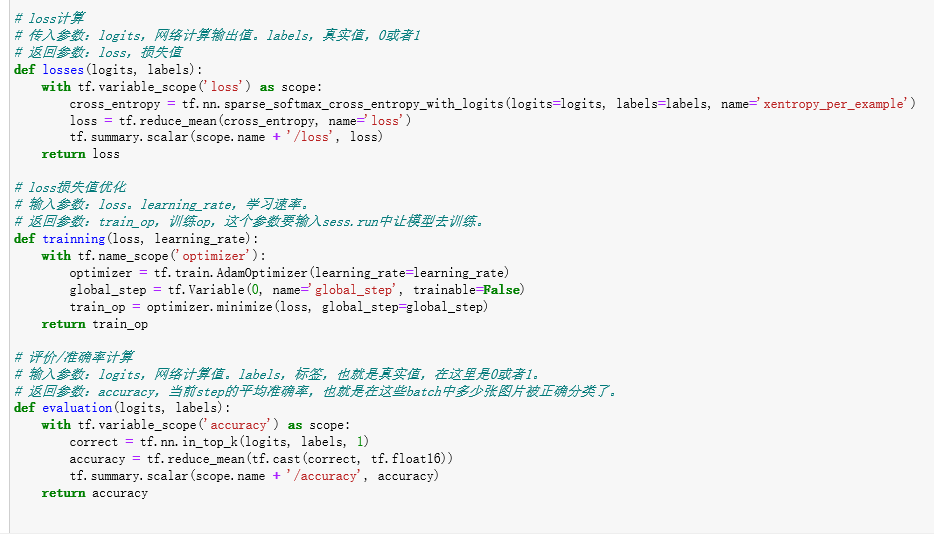 # loss计算
# 传入参数：logits，网络计算输出值。labels，真实值，0或者1
# 返回参数：loss，损失值
def losses(logits, labels):
    with tf.variable_scope('loss') as scope:
        cross_entropy = tf.nn.sparse_softmax_cross_entropy_with_logits(logits=logits, labels=labels, name='xentropy_per_example')
        loss = tf.reduce_mean(cross_entropy, name='loss')
        tf.summary.scalar(scope.name + '/loss', loss)
    return loss

# loss损失值优化
# 输入参数：loss。learning_rate，学习速率。
# 返回参数：train_op，训练op，这个参数要输入sess.run中让模型去训练。
def trainning(loss, learning_rate):
    with tf.name_scope('optimizer'):
        optimizer = tf.train.AdamOptimizer(learning_rate=learning_rate)
        global_step = tf.Variable(0, name='global_step', trainable=False)
        train_op = optimizer.minimize(loss, global_step=global_step)
    return train_op

# 评价/准确率计算
# 输入参数：logits，网络计算值。labels，标签，也就是真实值，在这里是0或者1。
# 返回参数：accuracy，当前step的平均准确率，也就是在这些batch中多少张图片被正确分类了。
def evaluation(logits, labels):
    with tf.variable_scope('accuracy') as scope:
        correct = tf.nn.in_top_k(logits, labels, 1)
        accuracy = tf.reduce_mean(tf.cast(correct, tf.float16))
        tf.summary.scalar(scope.name + '/accuracy', accuracy)
    return accuracy